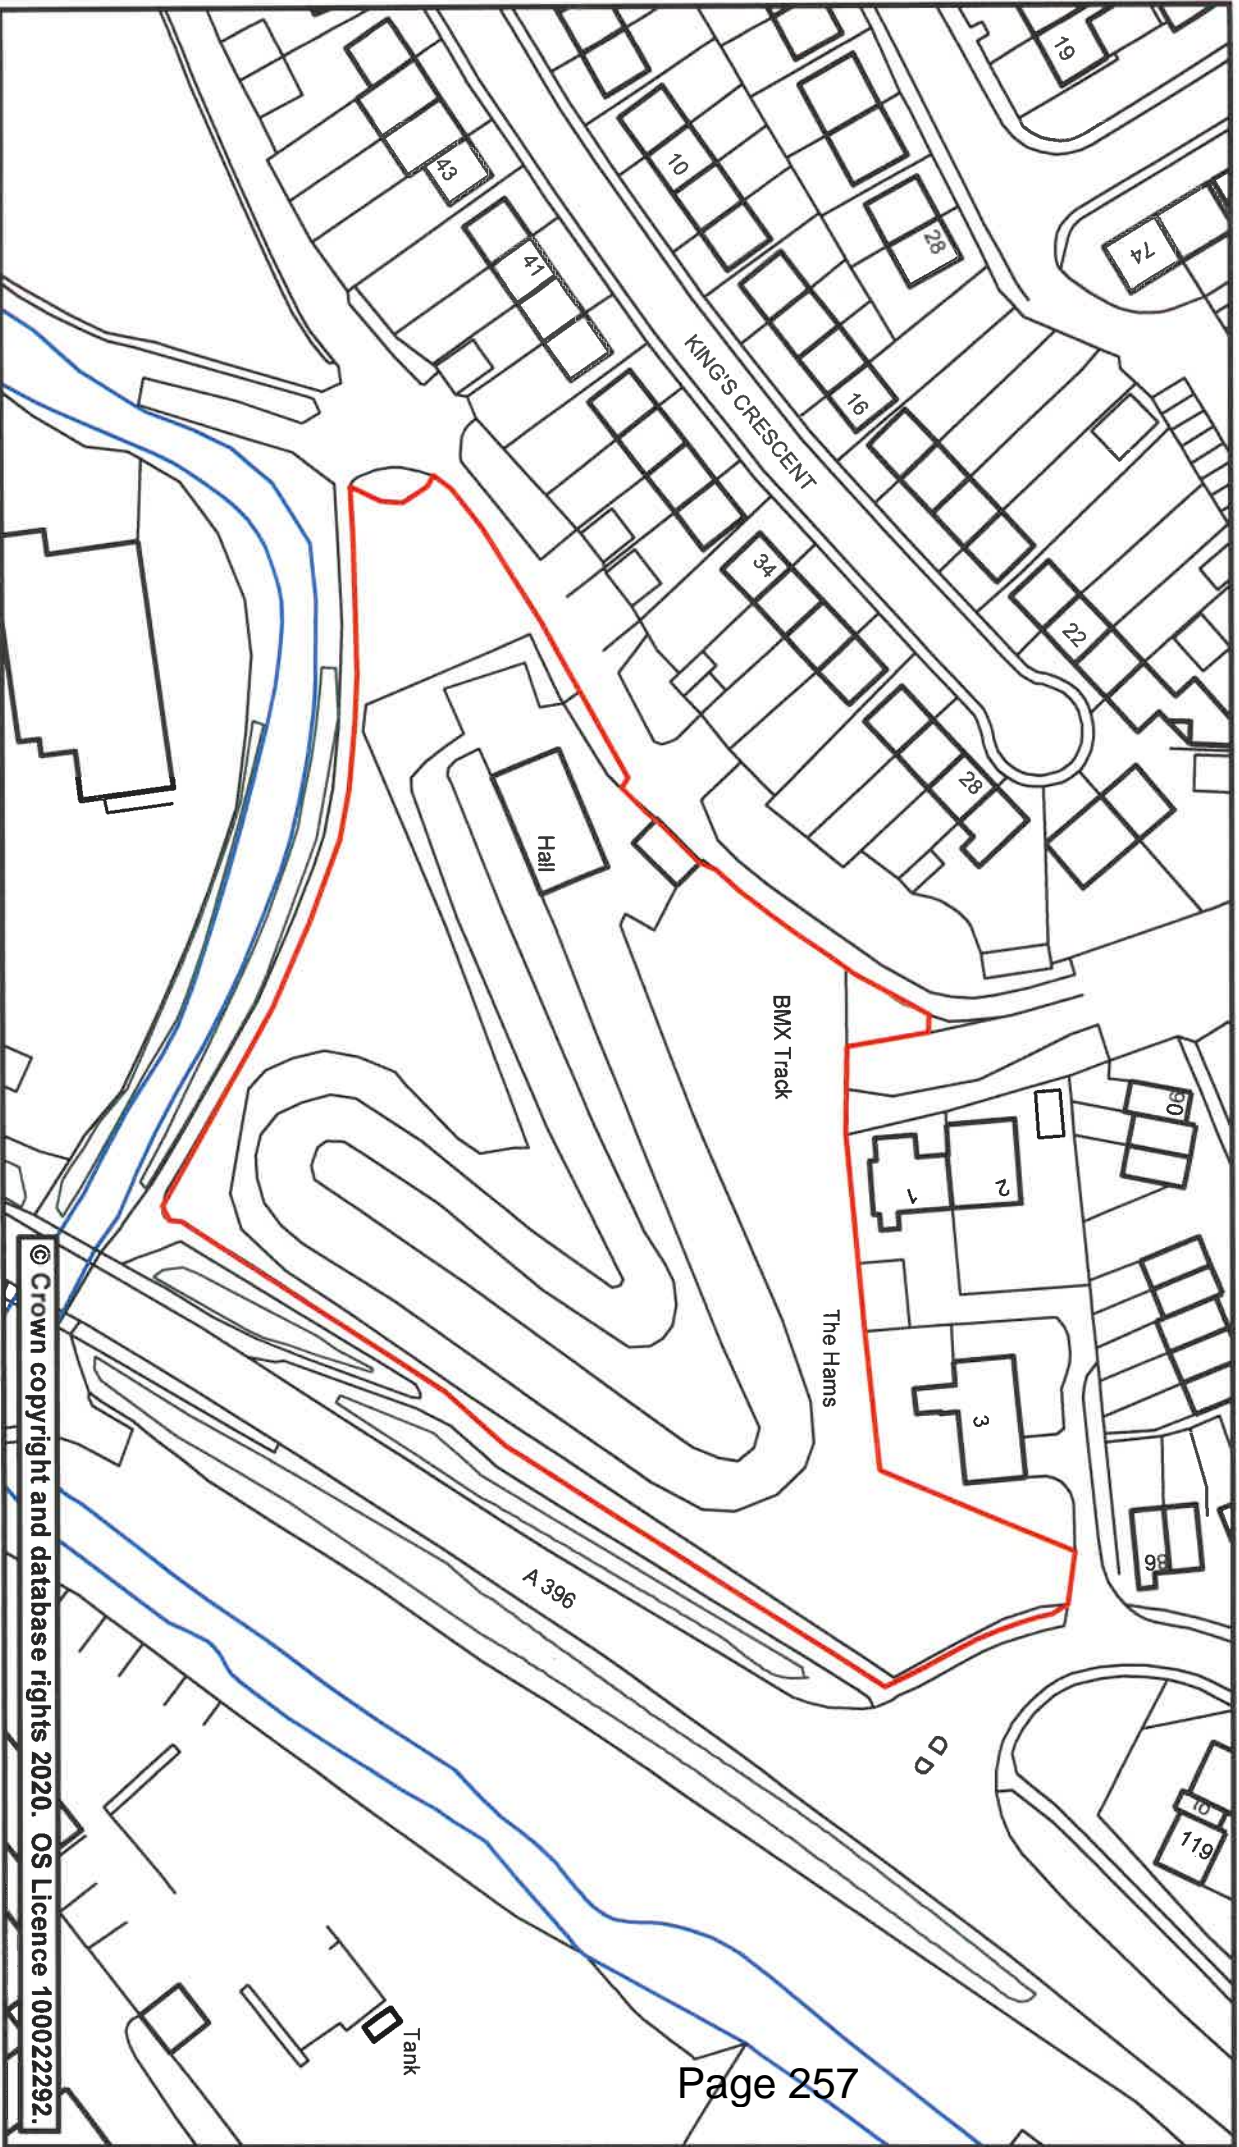 19
74
43
10
28
41
KING'S CRESCENT
16
22
34
28
Hall
BMX Track
90
2
1
The Hams
3
98
A 396
119
Tank
Page 257
© Crown copyright and database rights 2020. OS Licence 100022292.